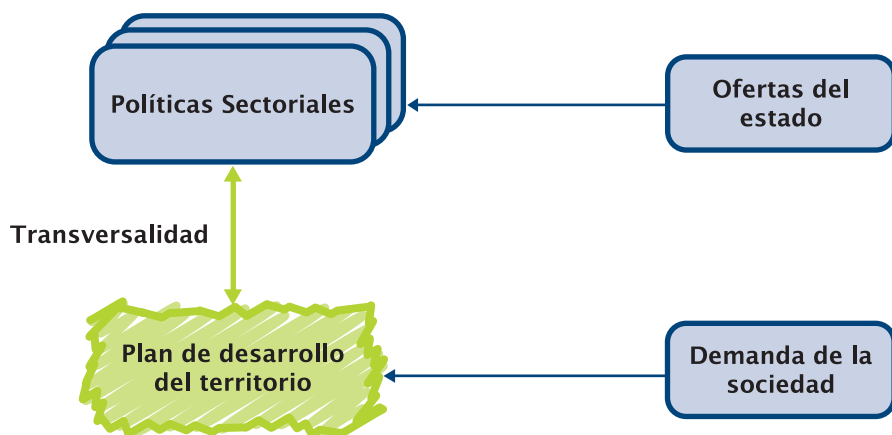 Políticas Sectoriales
Ofertas del
estado
Transversalidad
Plan de desarrollo
del territorio
Demanda de la
sociedad